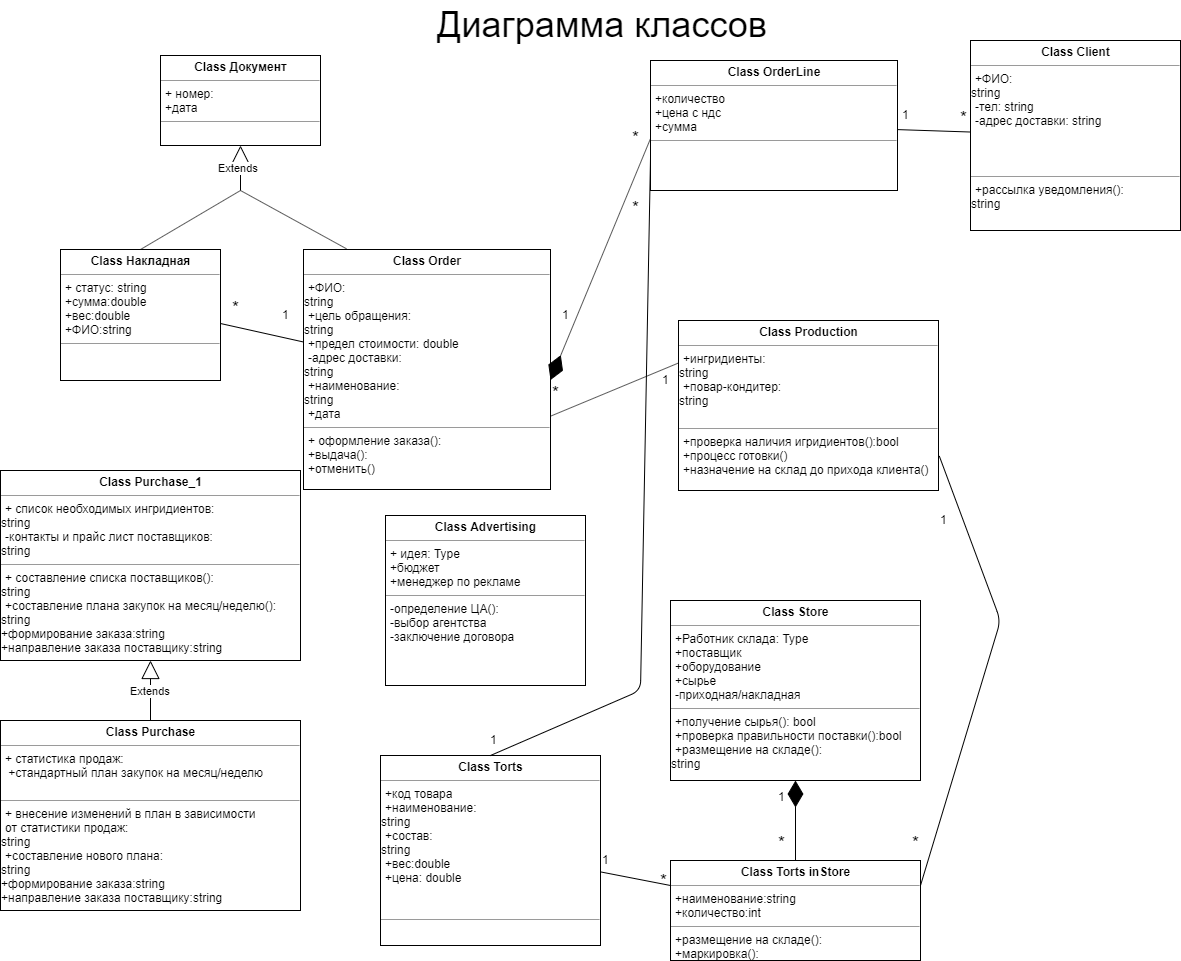 Диаграмма классов
Class Документ
+ номер:
+дата
Extends
Class OrderLine
+количество
+цена с ндс
+сумма
Class Client
+ФИО:
string
-тел: string
-адрес доставки: string
+рассылка уведомления():
string
1
*
*
*
1
Class Накладная
+ статус: string
+сумма:double
+вес:double
+ФИО:string
*
1
Class Order
+ФИО:
string
+цель обращения:
string
+предел стоимости: double
-адрес доставки:
string
+наименование:
string
+дата
+ оформление заказа():
+выдача():
+отменить()
*
1
Class Production
+ингридиенты:
string
+повар-кондитер:
string
+проверка наличия игридиентов():bool
+процесс готовки()
+назначение на склад до прихода клиента()
1
Class Purchase_1
+ список необходимых ингридиентов:
string
-контакты и прайс лист поставщиков:
string
+ составление списка поставщиков():
string
+составление плана закупок на месяц/неделю():
string
+формирование заказа:string
+направление заказа поставщику:string
Extends
Class Purchase
+ статистика продаж:
+стандартный план закупок на месяц/неделю
+ внесение изменений в план в зависимости
от статистики продаж:
string
+составление нового плана:
string
+формирование заказа:string
+направление заказа поставщику:string
Class Advertising
+ идея: Type
+бюджет
+менеджер по рекламе
-определение ЦА():
-выбор агентства
-заключение договора
Class Store
+Работник склада: Type
+поставщик
+оборудование
+сырье
-приходная/накладная
+получение сырья(): bool
+проверка правильности поставки():bool
+размещение на складе():
string
1
*
*
1
Class Torts
+код товара
+наименование:
string
+состав:
string
+вес:double
+цена: double
1
*
Class Torts inStore
+наименование:string
+количество:int
+размещение на складе():
+маркировка():